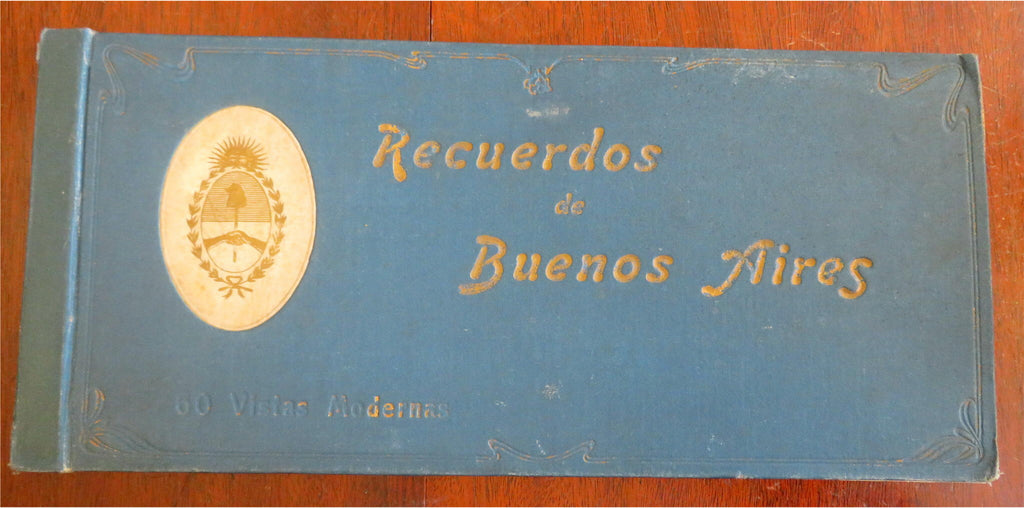 Recuerdos
de
Buenos Aires
60 Vistas Modernas